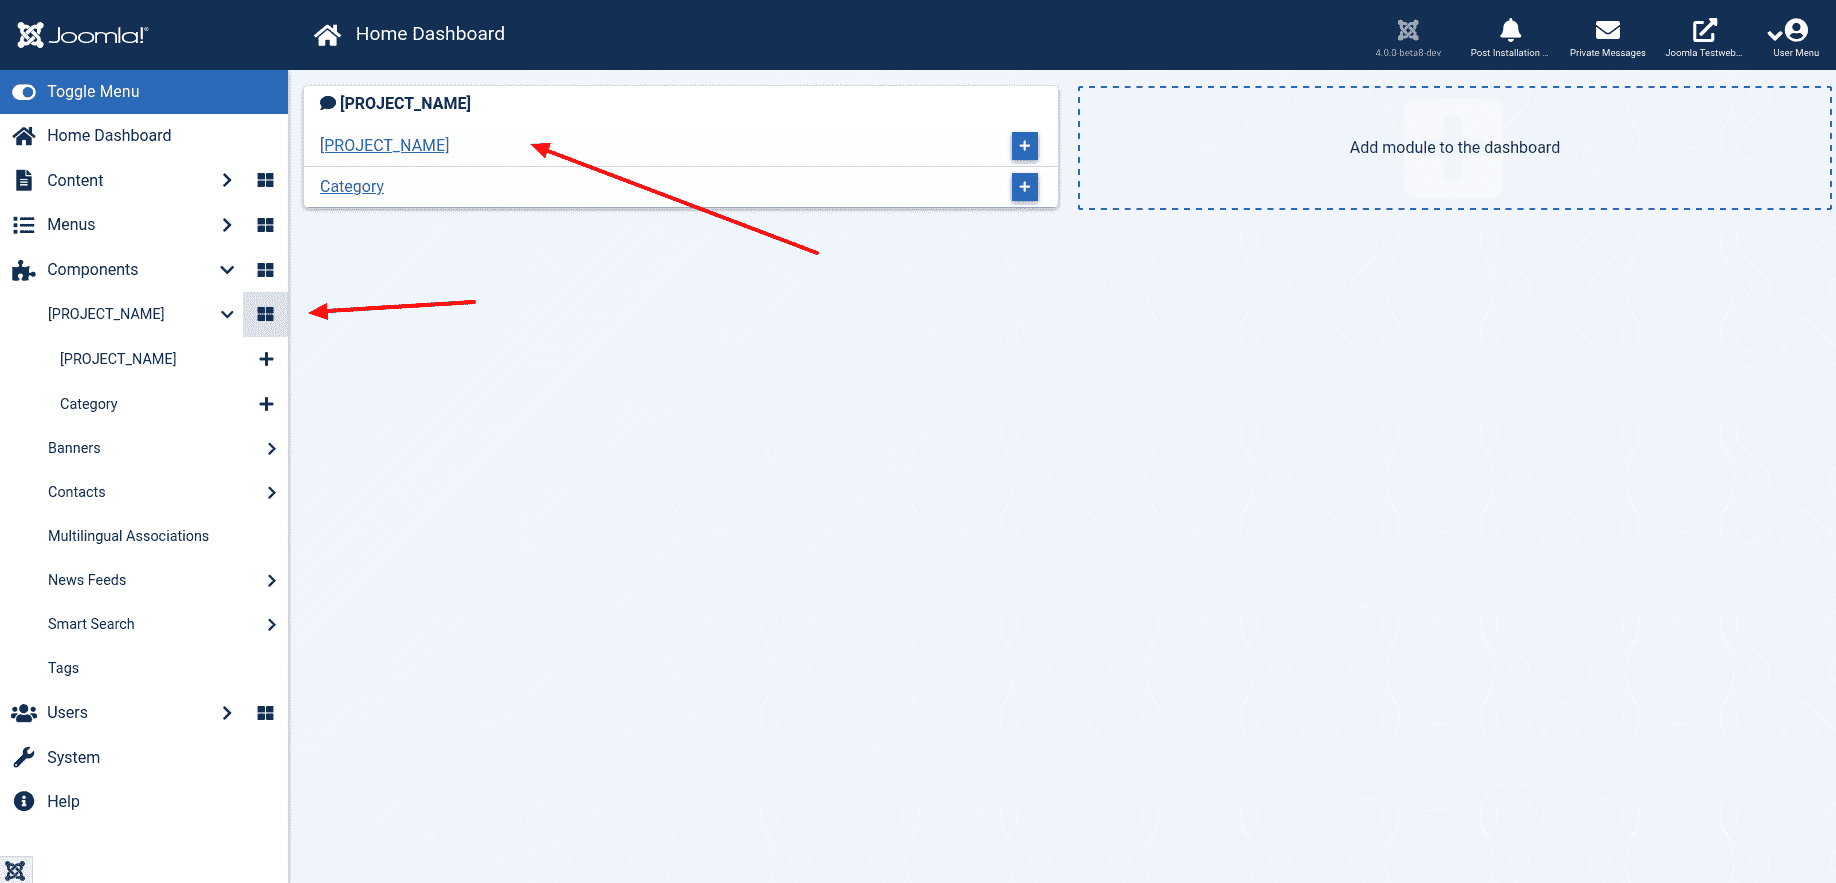 Joomla!®
Home Dashboard
4.0.0-beta8-dev
Post Installation ...
Private Messages
Joomla Testweb...
User Menu
Toggle Menu
Home Dashboard
Content
Menus
Components
[PROJECT_NAME]
[PROJECT_NAME]
Category
Banners
Contacts
Multilingual Associations
News Feeds
Smart Search
Tags
Users
System
Help
[PROJECT_NAME]
[PROJECT_NAME]
Category
Add module to the dashboard